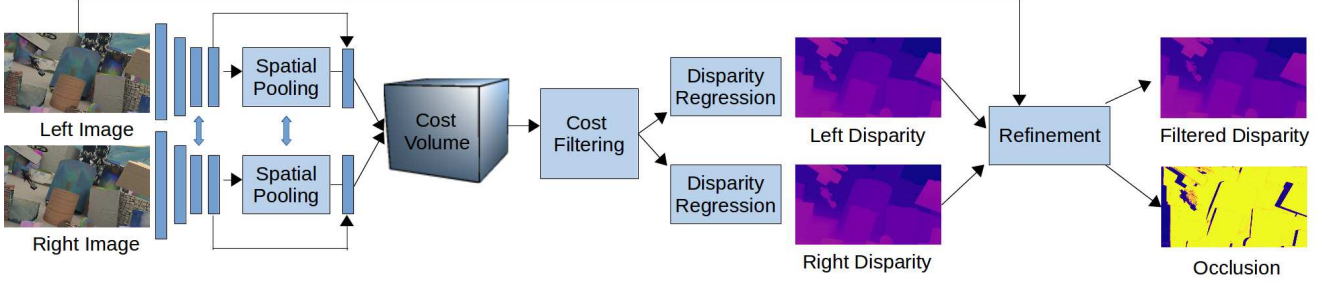 Left Image
Right Image
Spatial
Pooling
Spatial
Pooling
Cost
Volume
Cost
Filtering
Disparity
Regression
Disparity
Regression
Left Disparity
Right Disparity
Refinement
Filtered Disparity
Occlusion